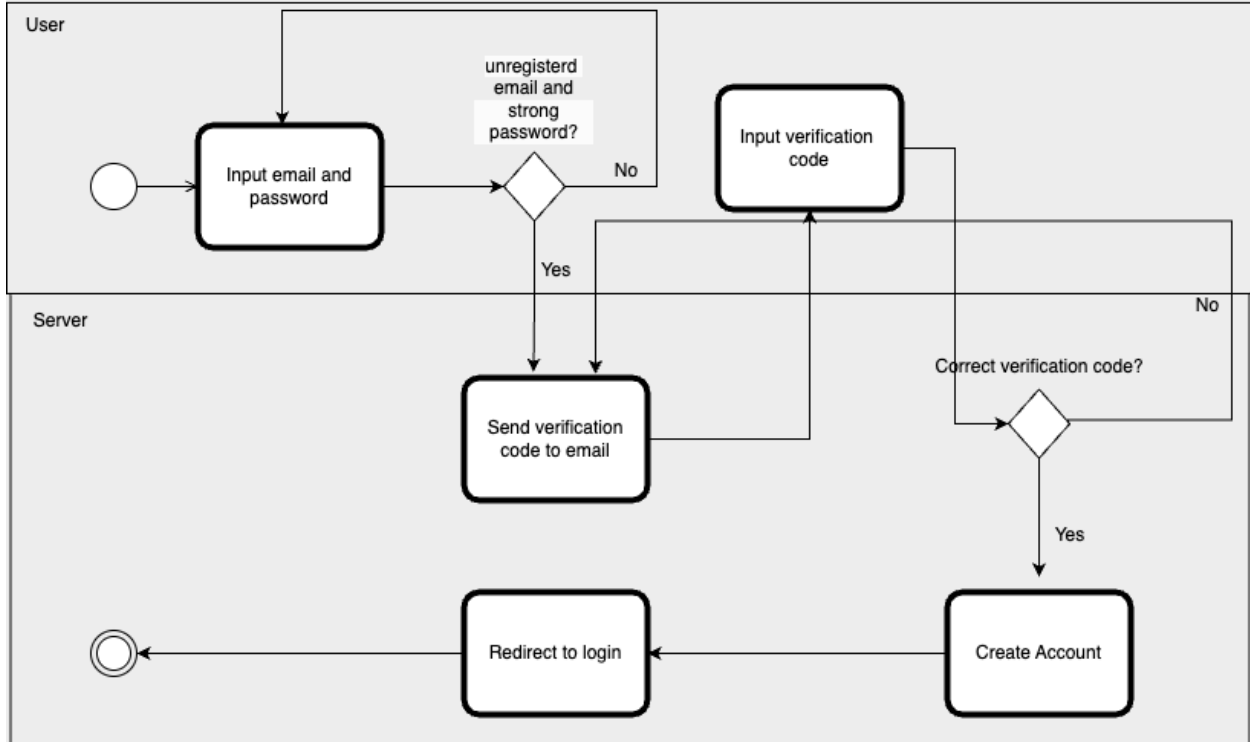 User
unregisterd
email and
strong
password?
Input email and
password
No
Input verification
code
Yes
Server
No
Correct verification code?
Send verification
code to email
Yes
Redirect to login
Create Account